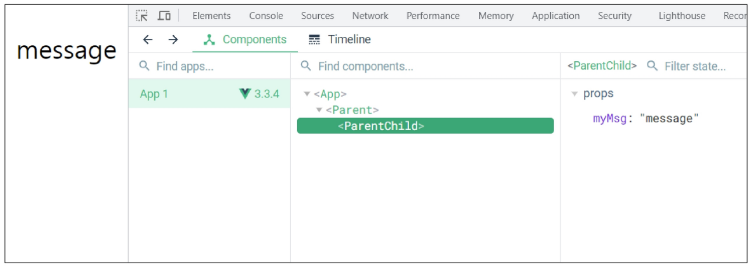 message
Elements Console Sources Network Performance Memory Application Security Lighthouse Reco
Components Timeline
Find apps...
Find components...
<ParentChild> Filter state...
App 1 3.3.4
<App>
<Parent>
<ParentChild>
props
myMsg: "message"